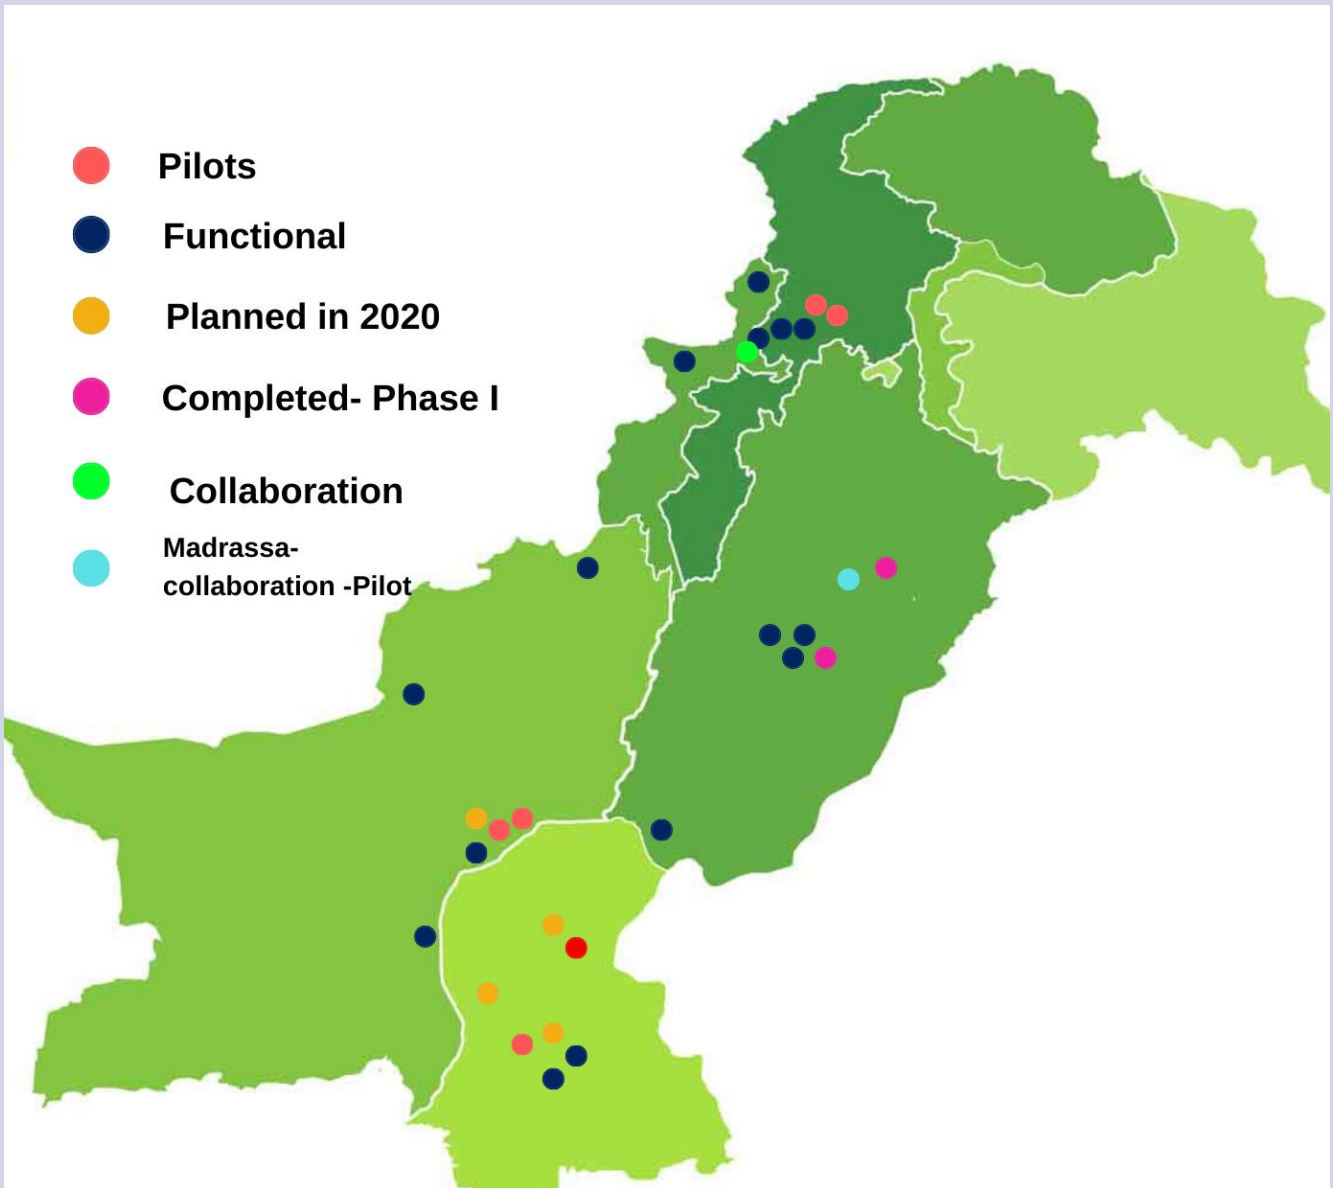 Pilots
Functional
Planned in 2020
Completed- Phase I
Collaboration
Madrassa-
collaboration -Pilot